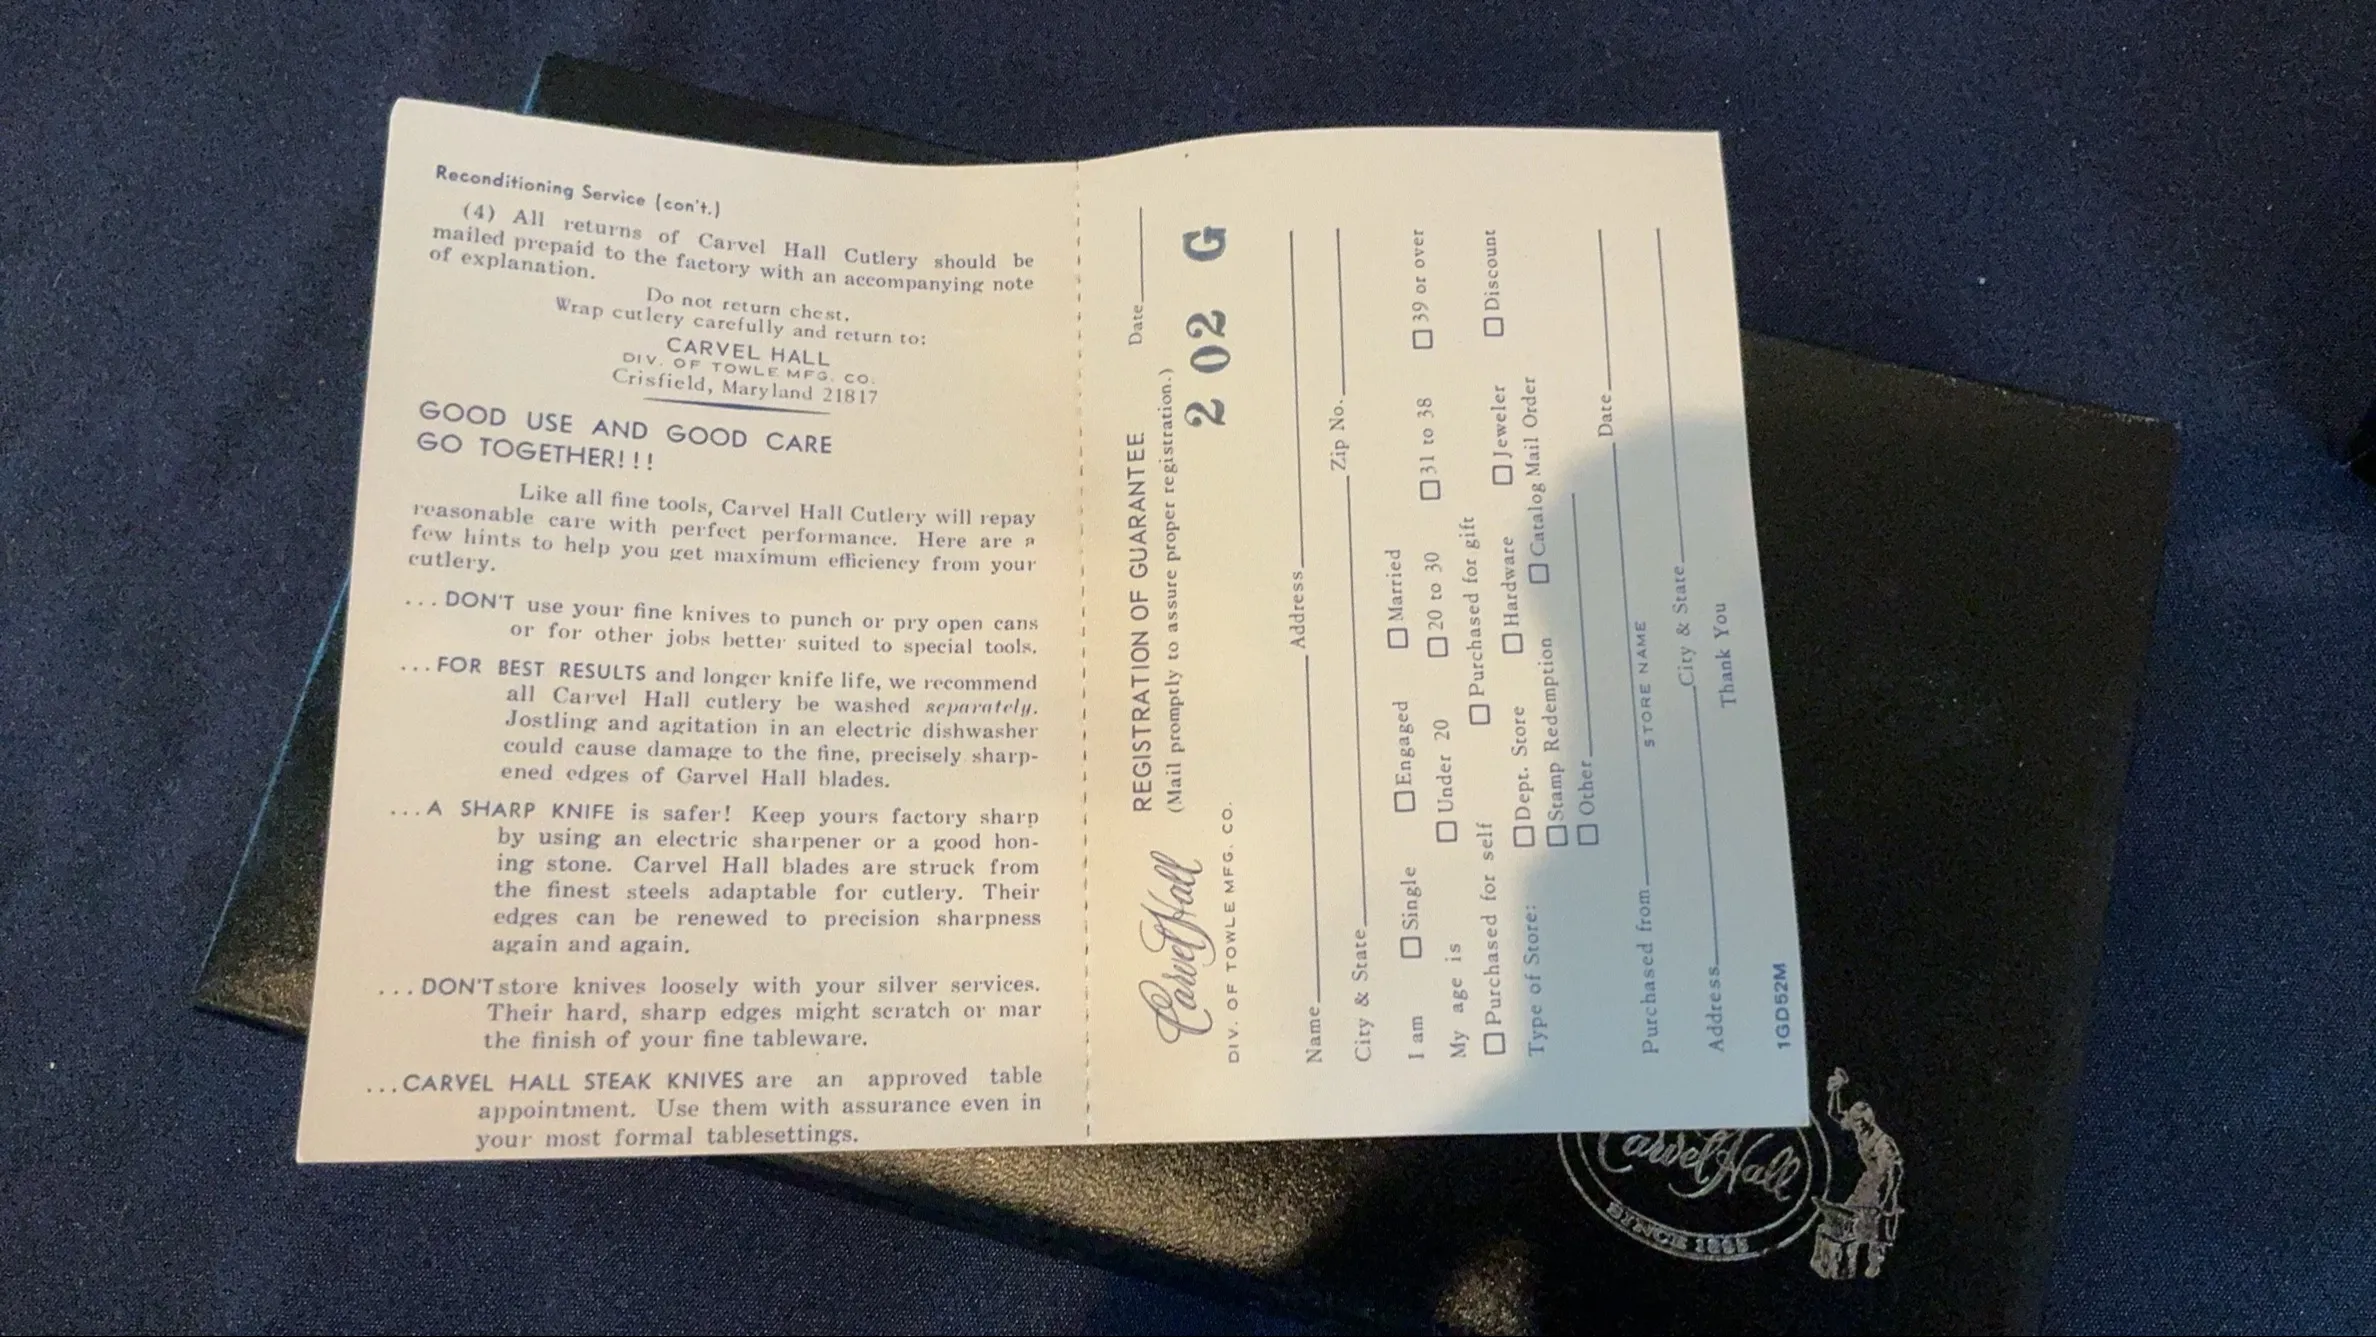 Reconditioning Service (con't.)
(4) All returns of Carvel Hall Cutlery should be
mailed prepaid to the factory with an accompanying note
of explanation.
Do not return chest.
Wrap cutlery carefully and return to:
CARVEL HALL
DIV. OF TOWLE MFG. CO.
Crisfield, Maryland 21817
GOOD USE AND GOOD CARE
GO TOGETHER!!!
Like all fine tools, Carvel Hall Cutlery will repay
reasonable care with perfect performance. Here are a
few hints to help you get maximum efficiency from your
cutlery.
...DON'T use your fine knives to punch or pry open cans
or for other jobs better suited to special tools.
...FOR BEST RESULTS and longer knife life, we recommend
all Carvel Hall cutlery be washed separately.
Jostling and agitation in an electric dishwasher
could cause damage to the fine, precisely sharp-
ened edges of Carvel Hall blades.
...A SHARP KNIFE is safer! Keep yours factory sharp
by using an electric sharpener or a good hon-
ing stone. Carvel Hall blades are struck from
the finest steels adaptable for cutlery. Their
edges can be renewed to precision sharpness
again and again.
...DON'T store knives loosely with your silver services.
Their hard, sharp edges might scratch or mar
the finish of your fine tableware.
...CARVEL HALL STEAK KNIVES are an approved table
appointment. Use them with assurance even in
your most formal tablesettings.
Carvel Hall
DIV. OF TOWLE MFG. CO.
REGISTRATION OF GUARANTEE Date
(Mail promptly to assure proper registration.)
2 02 G
Name Address
City & State Zip No.
I am □ Single □ Engaged □ Married
My age is □ Under 20 □ 20 to 30 □ 31 to 38 □ 39 or over
□ Purchased for self □ Purchased for gift
Type of Store: □ Dept. Store □ Hardware □ Jeweler □ Discount
□ Stamp Redemption □ Catalog Mail Order
□ Other
Purchased from Date
STORE NAME
Address City & State
Thank You
1GD52M
Carvel Hall
SINCE 1895